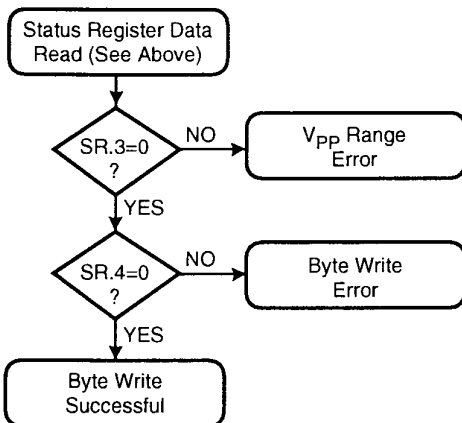 Status Register Data
Read (See Above)
SR.3=0
?
NO
VPP Range
Error
YES
SR.4=0
?
NO
Byte Write
Error
YES
Byte Write
Successful